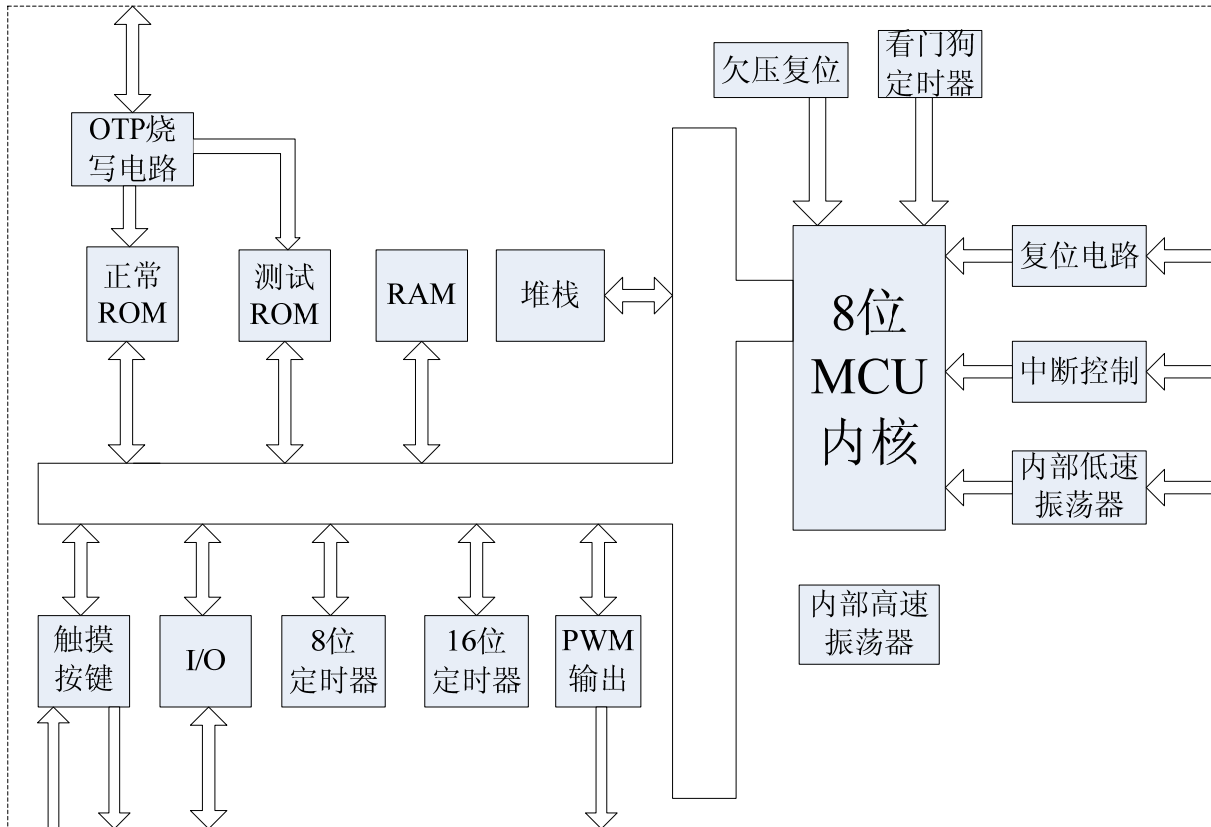 欠压复位
看门狗
定时器
OTP烧
写电路
正常
ROM
测试
ROM
RAM
堆栈
8位
MCU
内核
复位电路
中断控制
内部低速
振荡器
内部高速
振荡器
触摸
按键
I/O
8位
定时器
16位
定时器
PWM
输出